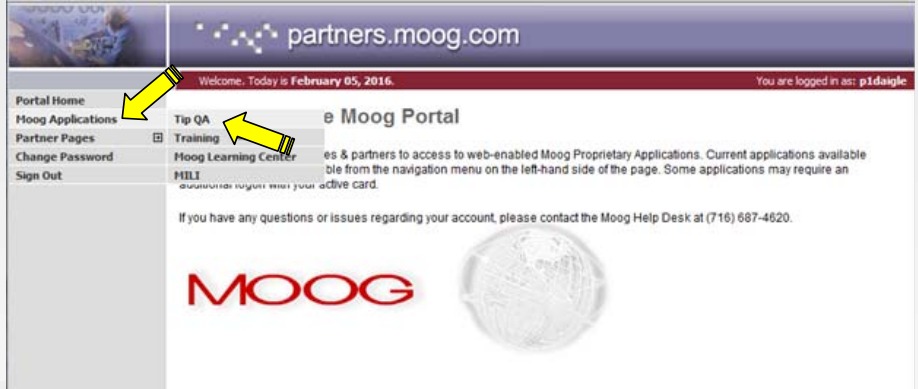 partners.moog.com
Welcome. Today is February 05, 2016.
You are logged in as: p1daigle
Portal Home
Moog Applications
Partner Pages
Change Password
Sign Out
Tip QA
Training
Moog Learning Center
MILI
e Moog Portal
es & partners to access to web-enabled Moog Proprietary Applications. Current applications available
ble from the navigation menu on the left-hand side of the page. Some applications may require an
additional logon with your active card.
If you have any questions or issues regarding your account, please contact the Moog Help Desk at (716) 687-4620.
MOOG